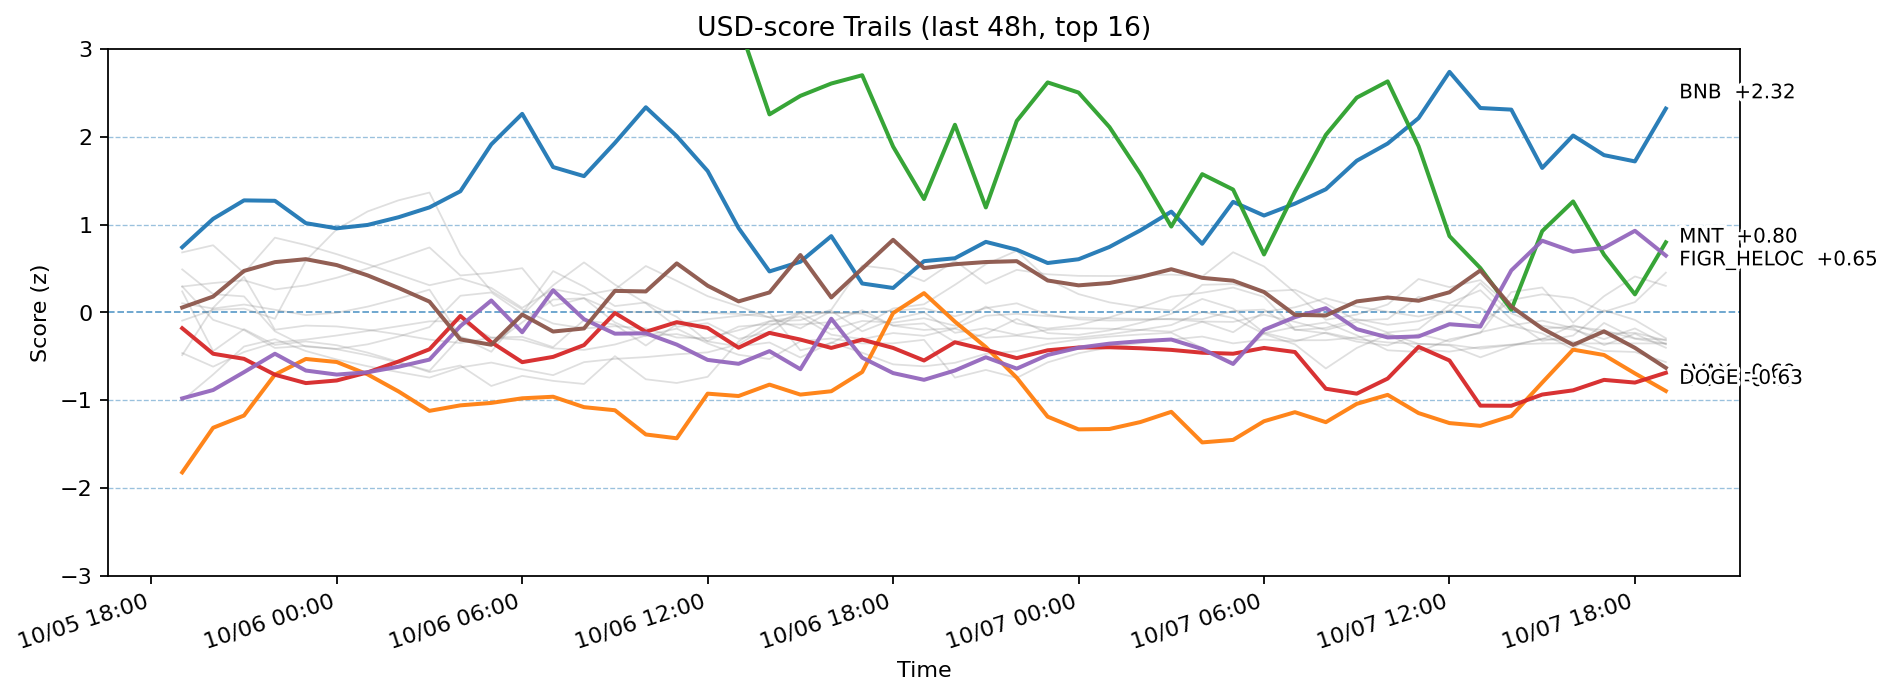 USD-score Trails (last 48h, top 16)
3
2
1
0
−1
−2
−3
Score (z)
BNB +2.32
MNT +0.80
FIGR_HELOC +0.65
DOGE -0.63
10/05 18:00
10/06 00:00
10/06 06:00
10/06 12:00
10/06 18:00
10/07 00:00
10/07 06:00
10/07 12:00
10/07 18:00
Time